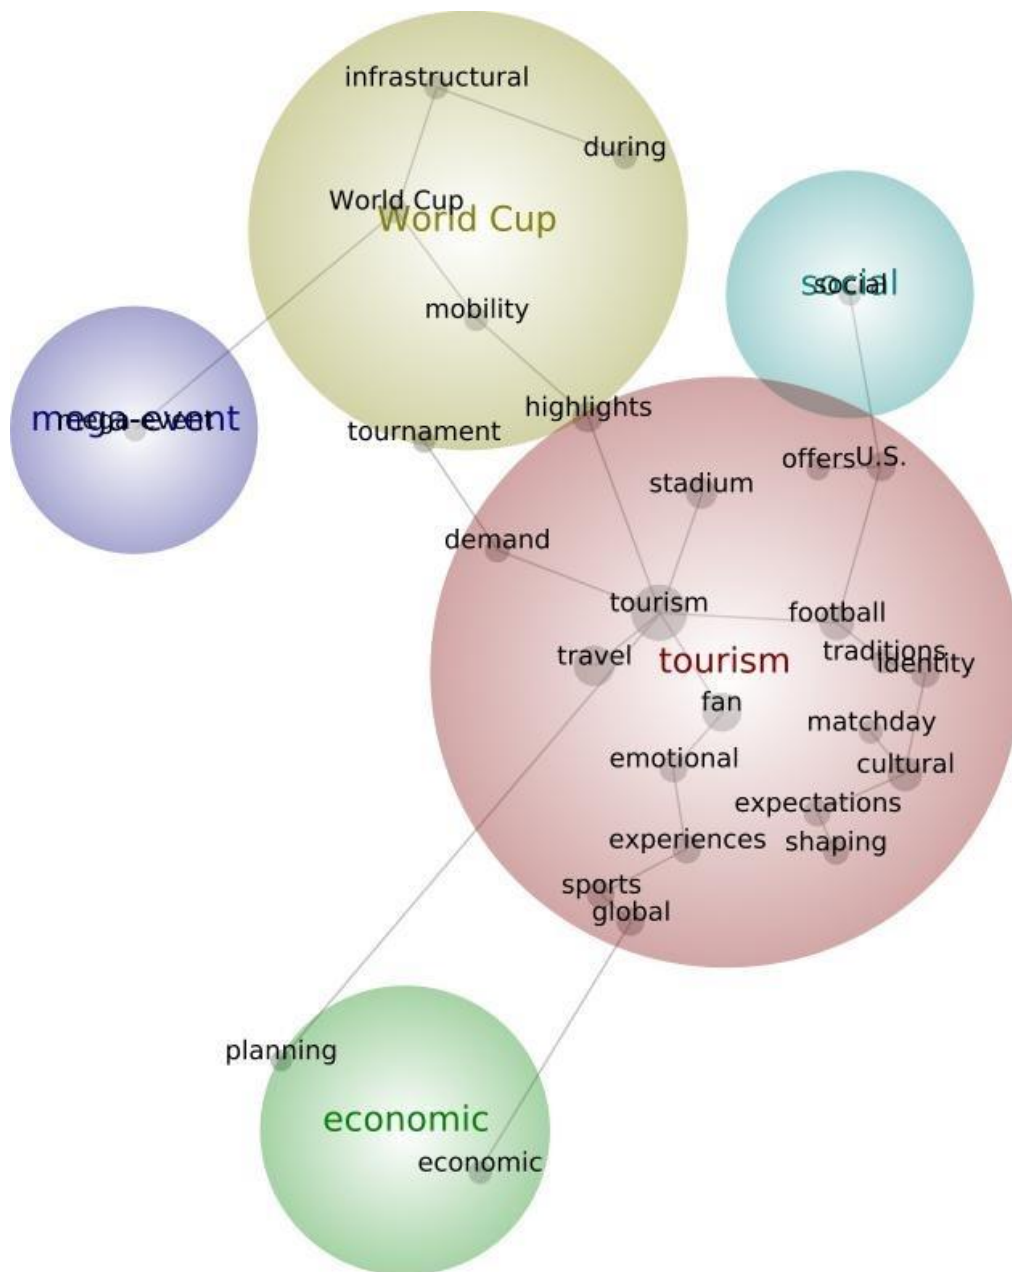 infrastructural
during
World Cup
World Cup
social
social
mobility
mega-event
mega-event
highlights
tournament
offers
U.S.
stadium
demand
tourism
football
travel
tourism
traditions
identity
fan
matchday
emotional
cultural
expectations
experiences
shaping
sports
global
planning
economic
economic